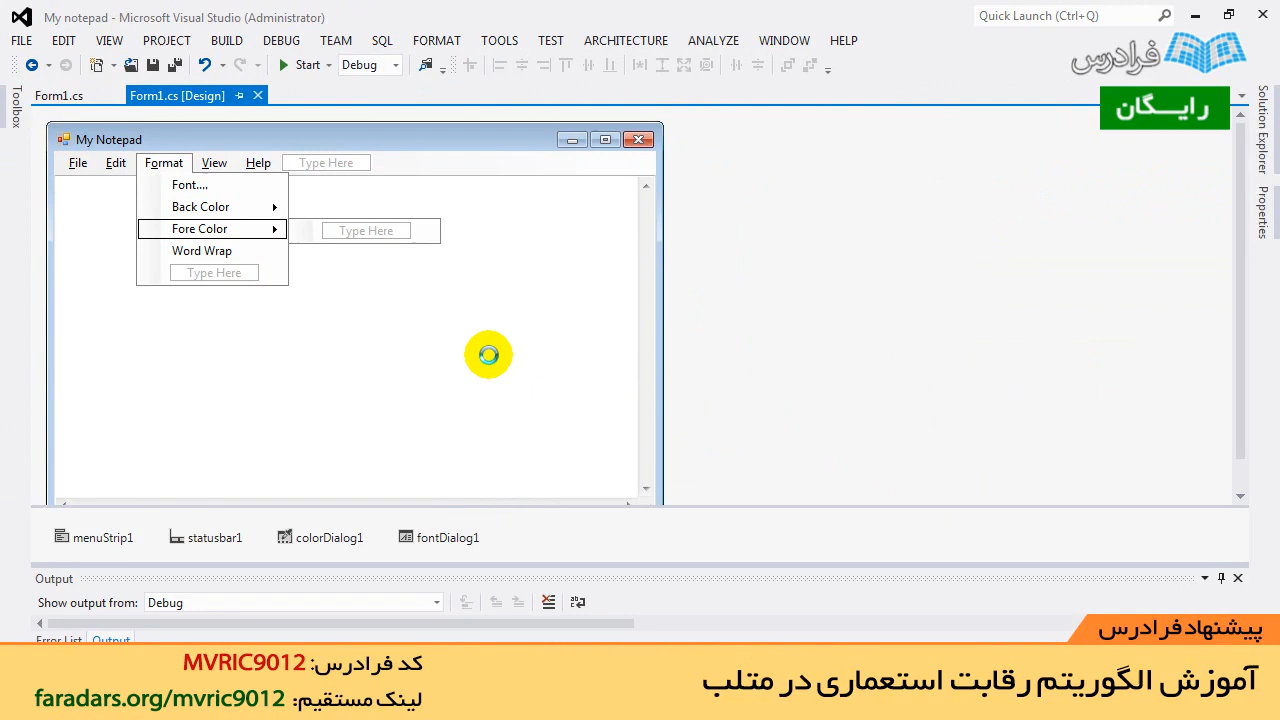 My notepad - Microsoft Visual Studio (Administrator)
Quick Launch (Ctrl+Q)
FILE EDIT VIEW PROJECT BUILD DEBUG TEAM SQL FORMAT TOOLS TEST ARCHITECTURE ANALYZE WINDOW HELP
Start Debug
فرادرس
رایـــگان
Form1.cs Form1.cs [Design]
Toolbox
Solution Explorer
Properties
My Notepad
File Edit Format View Help Type Here
Font....
Back Color
Fore Color Type Here
Word Wrap
Type Here
menuStrip1 statusbar1 colorDialog1 fontDialog1
Output
Show output from: Debug
Error List Output
پیشنهاد فرادرس
آموزش الگوریتم رقابت استعماری در متلب
کد فرادرس: MVRIC9012
لینک مستقیم: faradars.org/mvric9012